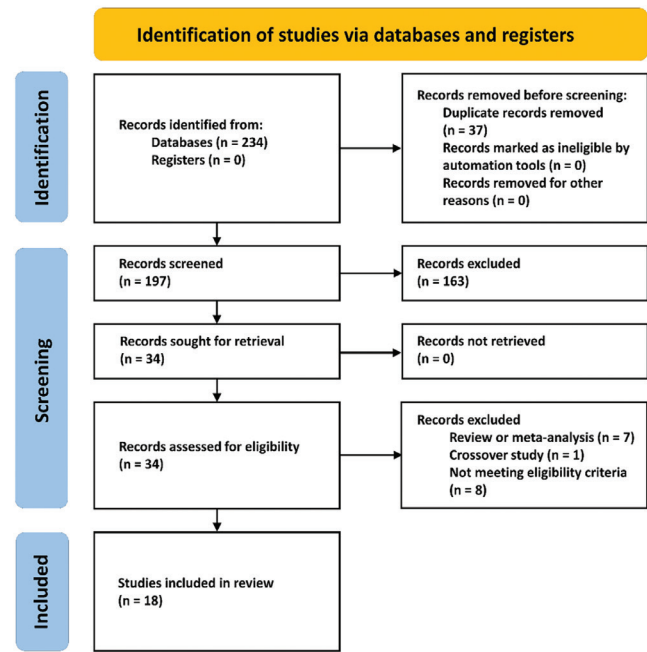 Identification of studies via databases and registers
Identification
Records identified from:
Databases (n = 234)
Registers (n = 0)
Records removed before screening:
Duplicate records removed
(n = 37)
Records marked as ineligible by
automation tools (n = 0)
Records removed for other
reasons (n = 0)
Screening
Records screened
(n = 197)
Records excluded
(n = 163)
Records sought for retrieval
(n = 34)
Records not retrieved
(n = 0)
Records assessed for eligibility
(n = 34)
Records excluded
Review or meta-analysis (n = 7)
Crossover study (n = 1)
Not meeting eligibility criteria
(n = 8)
Included
Studies included in review
(n = 18)